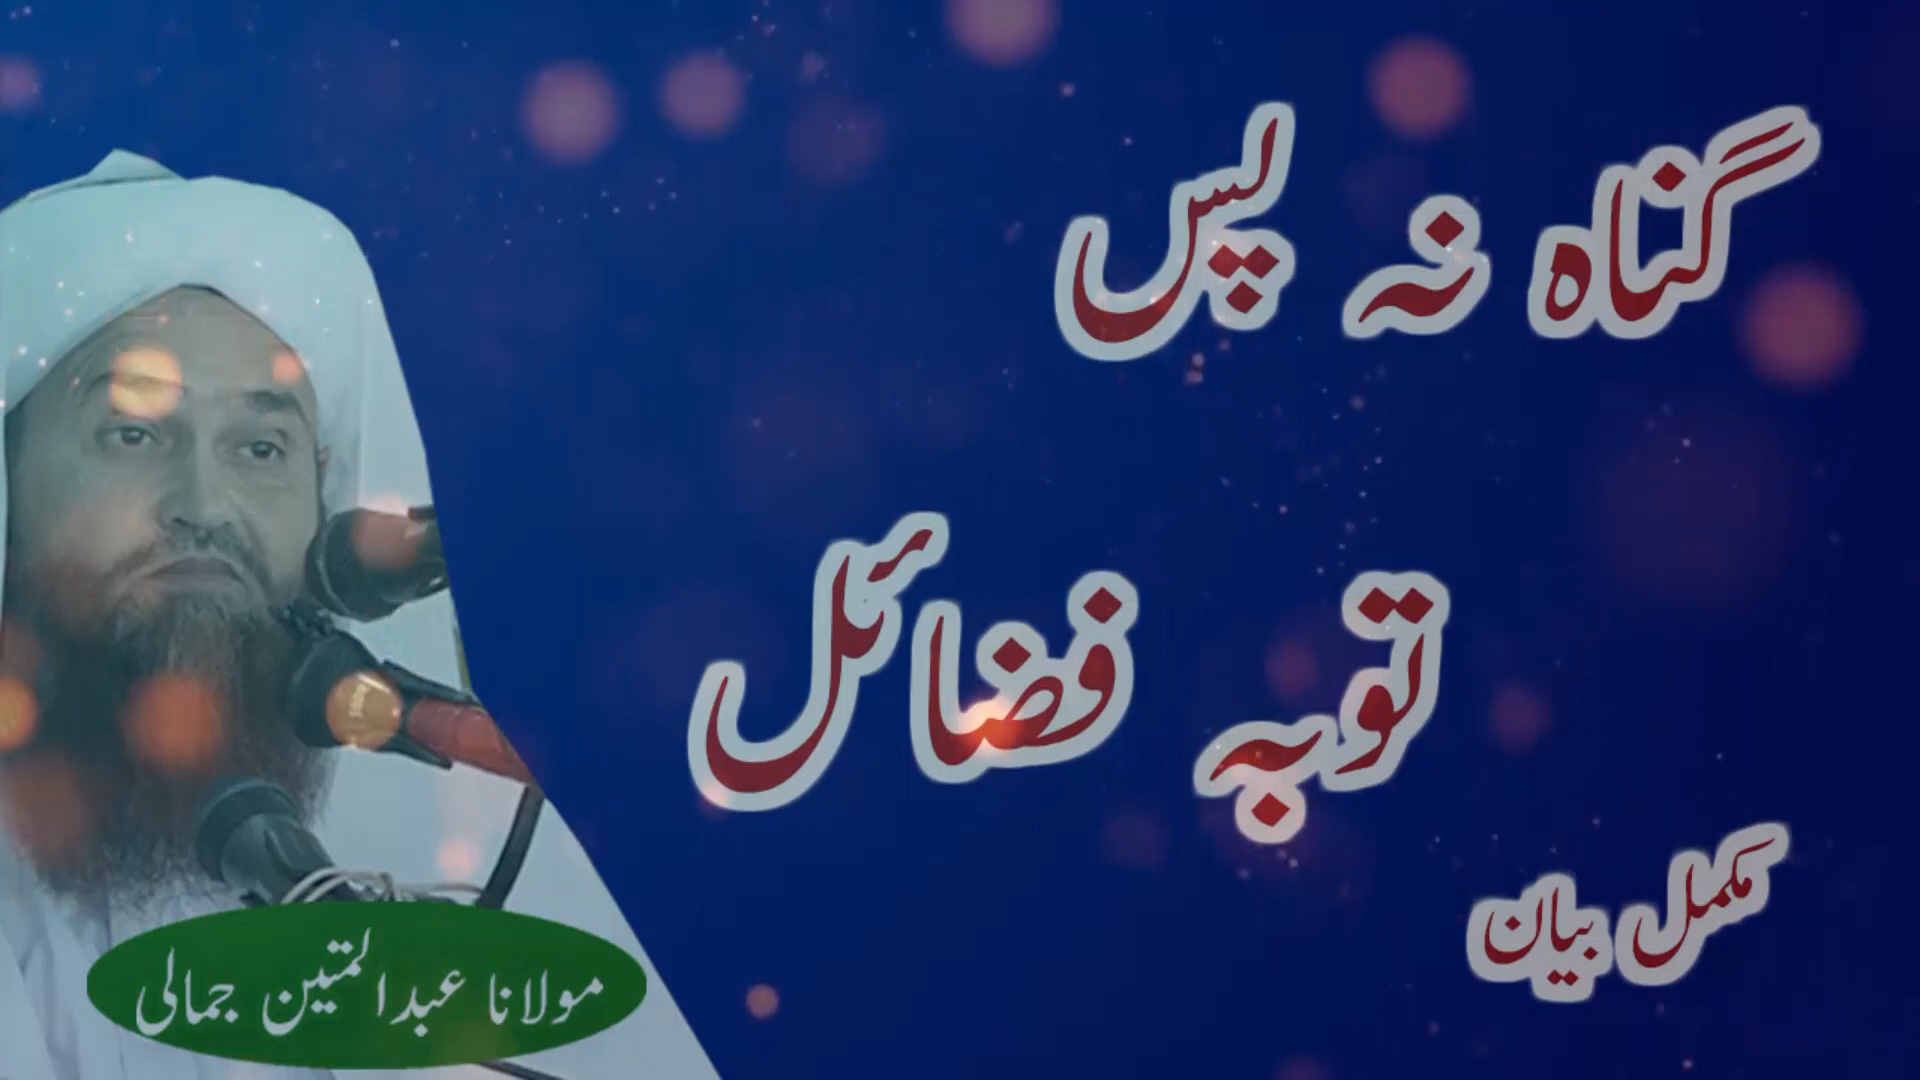 گناہ نہ پس
توبہ فضائل
مکمل بیان
مولانا عبدالمتین جمالی